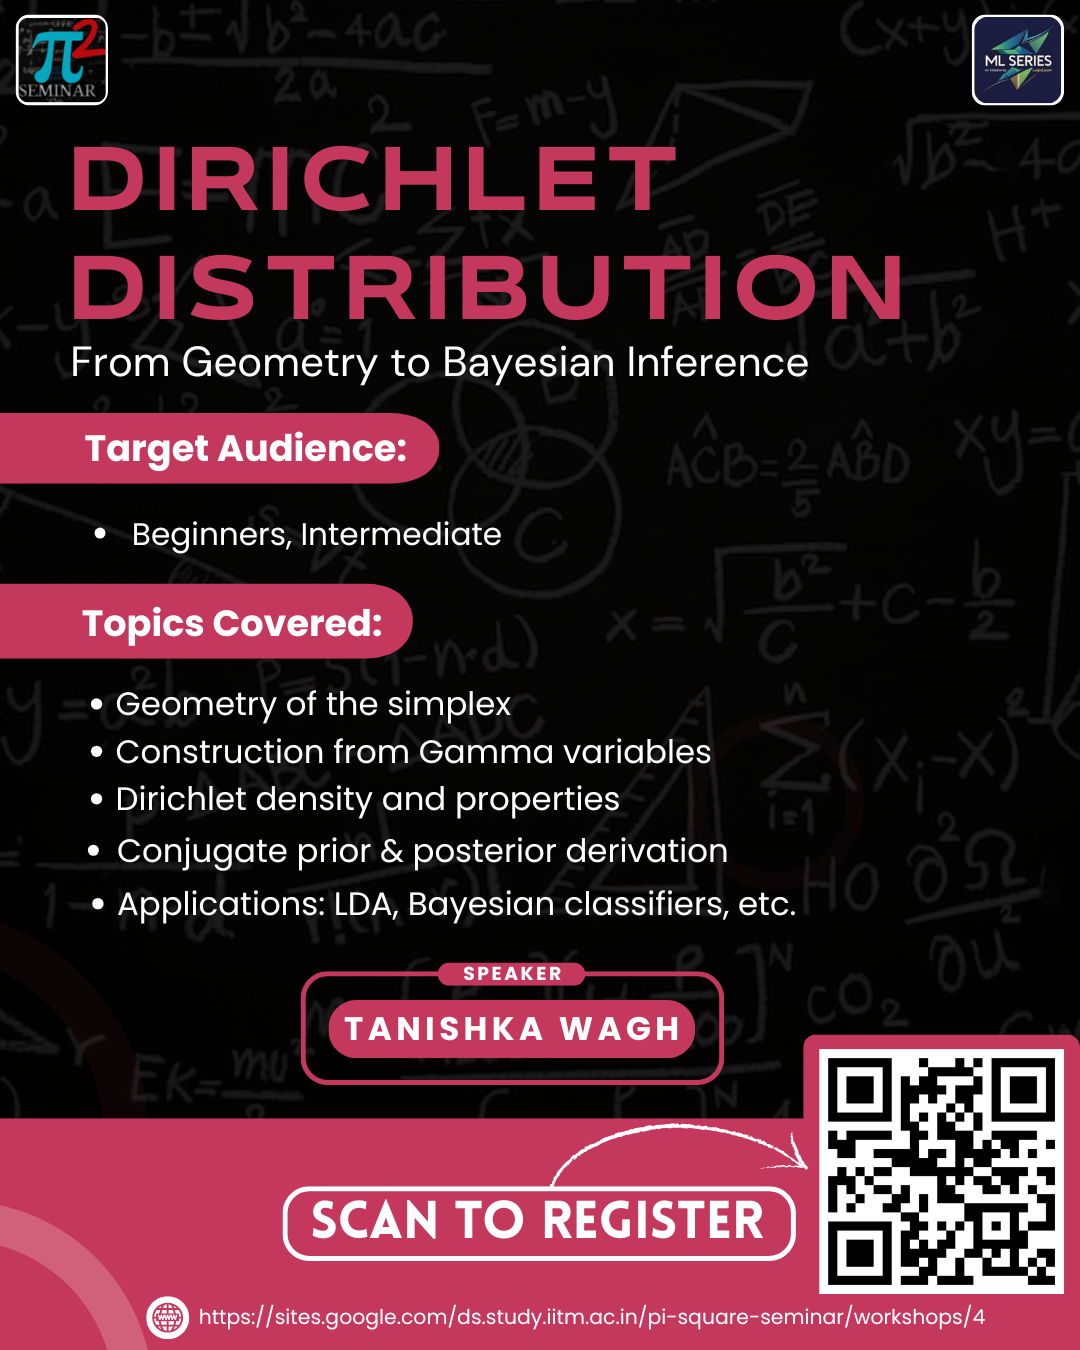 π2
SEMINAR
ML SERIES
DIRICHLET
DISTRIBUTION
From Geometry to Bayesian Inference
Target Audience:
• Beginners, Intermediate
Topics Covered:
• Geometry of the simplex
• Construction from Gamma variables
• Dirichlet density and properties
• Conjugate prior & posterior derivation
• Applications: LDA, Bayesian classifiers, etc.
SPEAKER
TANISHKA WAGH
SCAN TO REGISTER
https://sites.google.com/ds.study.iitm.ac.in/pi-square-seminar/workshops/4